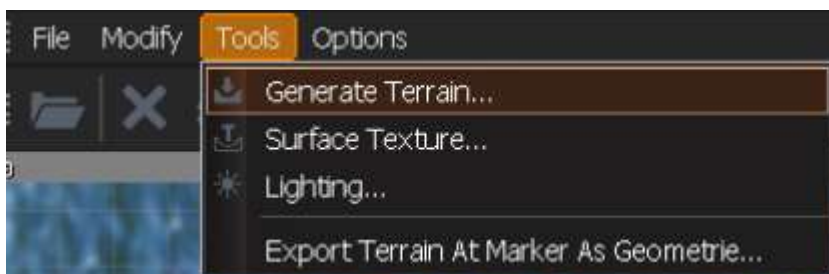 File Modify Tools Options
Generate Terrain...
Surface Texture...
Lighting...
Export Terrain At Marker As Geometrie...